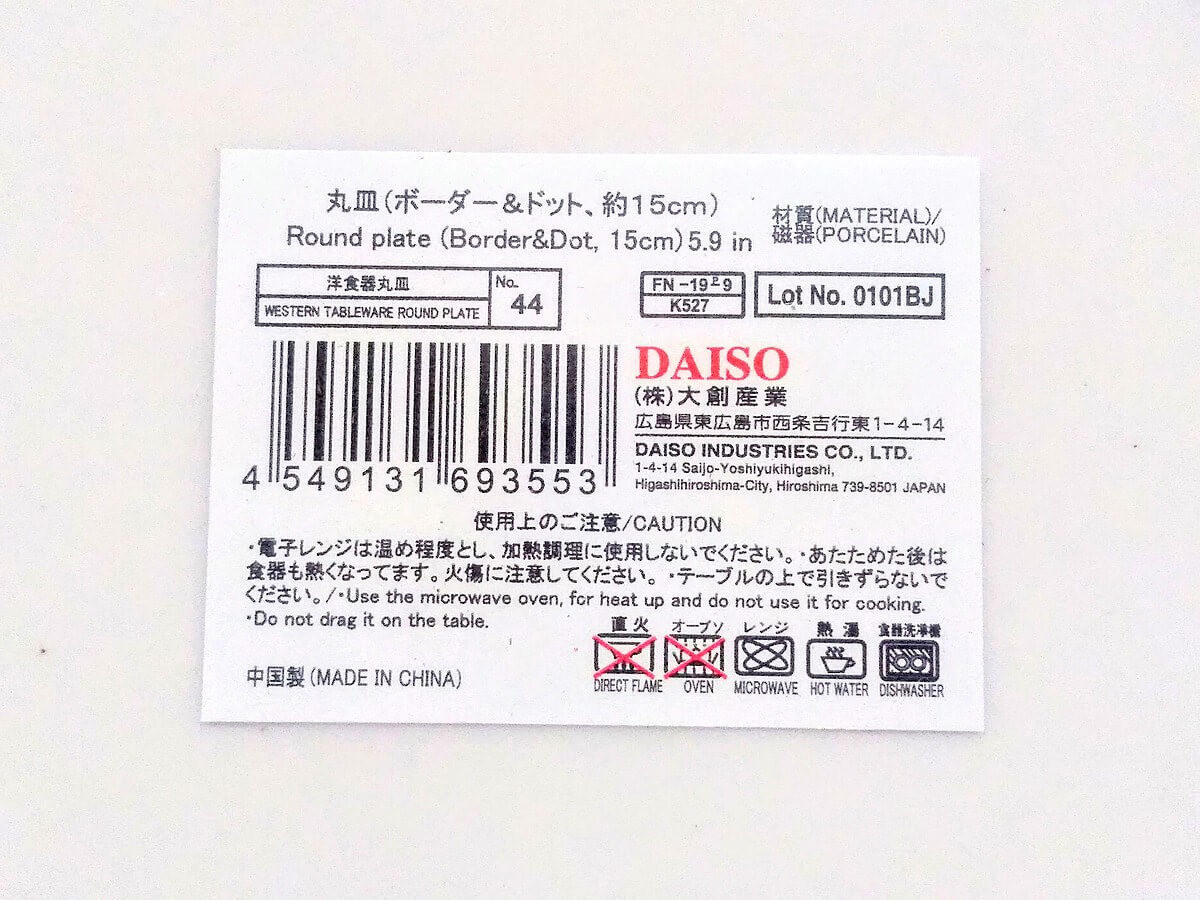 丸皿(ボーダー&ドット、約15cm)
Round plate (Border&Dot, 15cm) 5.9 in
材質(MATERIAL)/
磁器(PORCELAIN)
洋食器丸皿
WESTERN TABLEWARE ROUND PLATE
No.
44
K527
Lot No. 0101BJ
4 549131 693553
DAISO
(株)大創産業
広島県東広島市西条吉行東1-4-14
DAISO INDUSTRIES CO., LTD.
1-4-14 Saijo-Yoshiyukihigashi,
Higashihiroshima-City, Hiroshima 739-8501 JAPAN
使用上のご注意/CAUTION
・電子レンジは温め程度とし、加熱調理に使用しないでください。・あたためた後は
食器も熱くなってます。火傷に注意してください。・テーブルの上で引きずらないで
ください。/・Use the microwave oven, for heat up and do not use it for cooking.
・Do not drag it on the table.
中国製(MADE IN CHINA)
直火 オーブン レンジ 熱湯 食器洗浄機
DIRECT FLAME OVEN MICROWAVE HOT WATER DISHWASHER